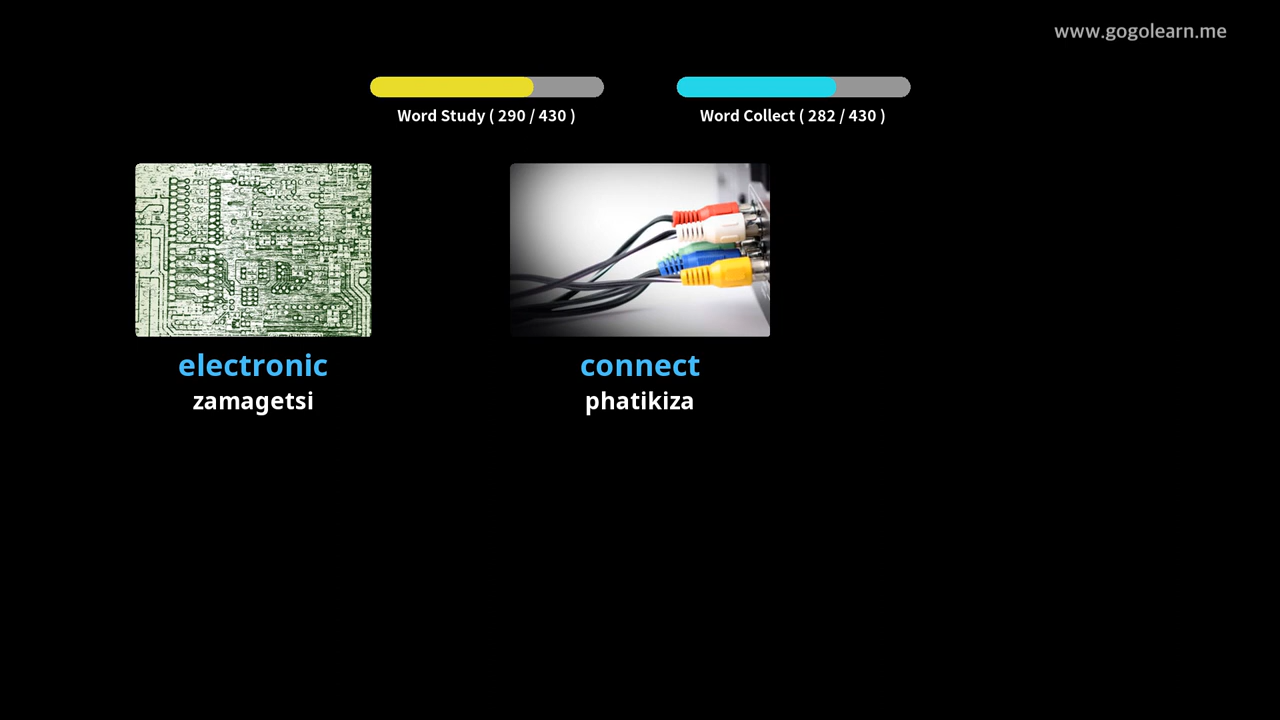 www.gogolearn.me
Word Study ( 290 / 430 )
Word Collect ( 282 / 430 )
electronic
zamagetsi
connect
phatikiza